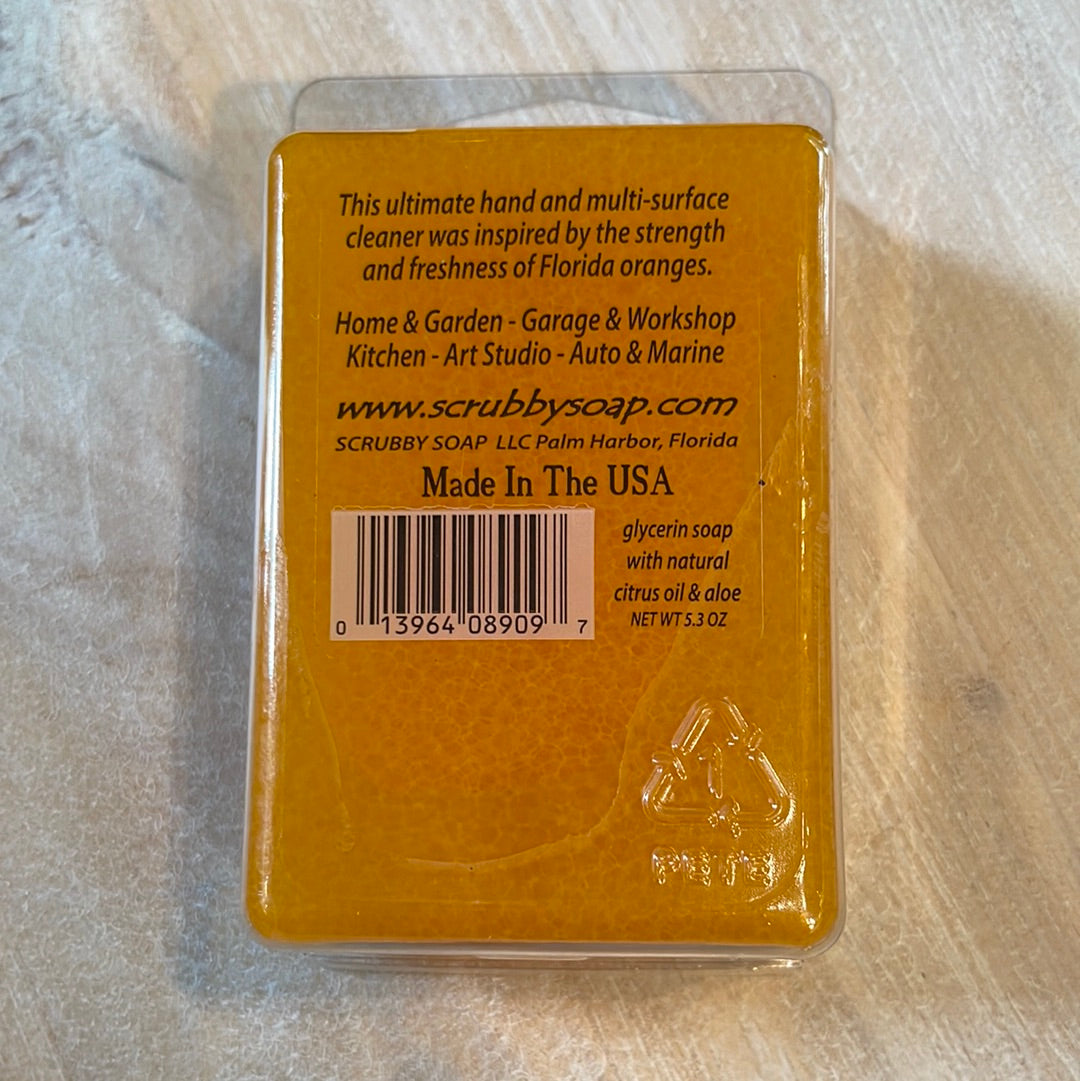 This ultimate hand and multi-surface
cleaner was inspired by the strength
and freshness of Florida oranges.
Home & Garden - Garage & Workshop
Kitchen - Art Studio - Auto & Marine
www.scrubbysoap.com
SCRUBBY SOAP LLC Palm Harbor, Florida
Made In The USA
glycerin soap
with natural
citrus oil & aloe
NET WT 5.3 OZ
0 13964 08909 7
1
PETE